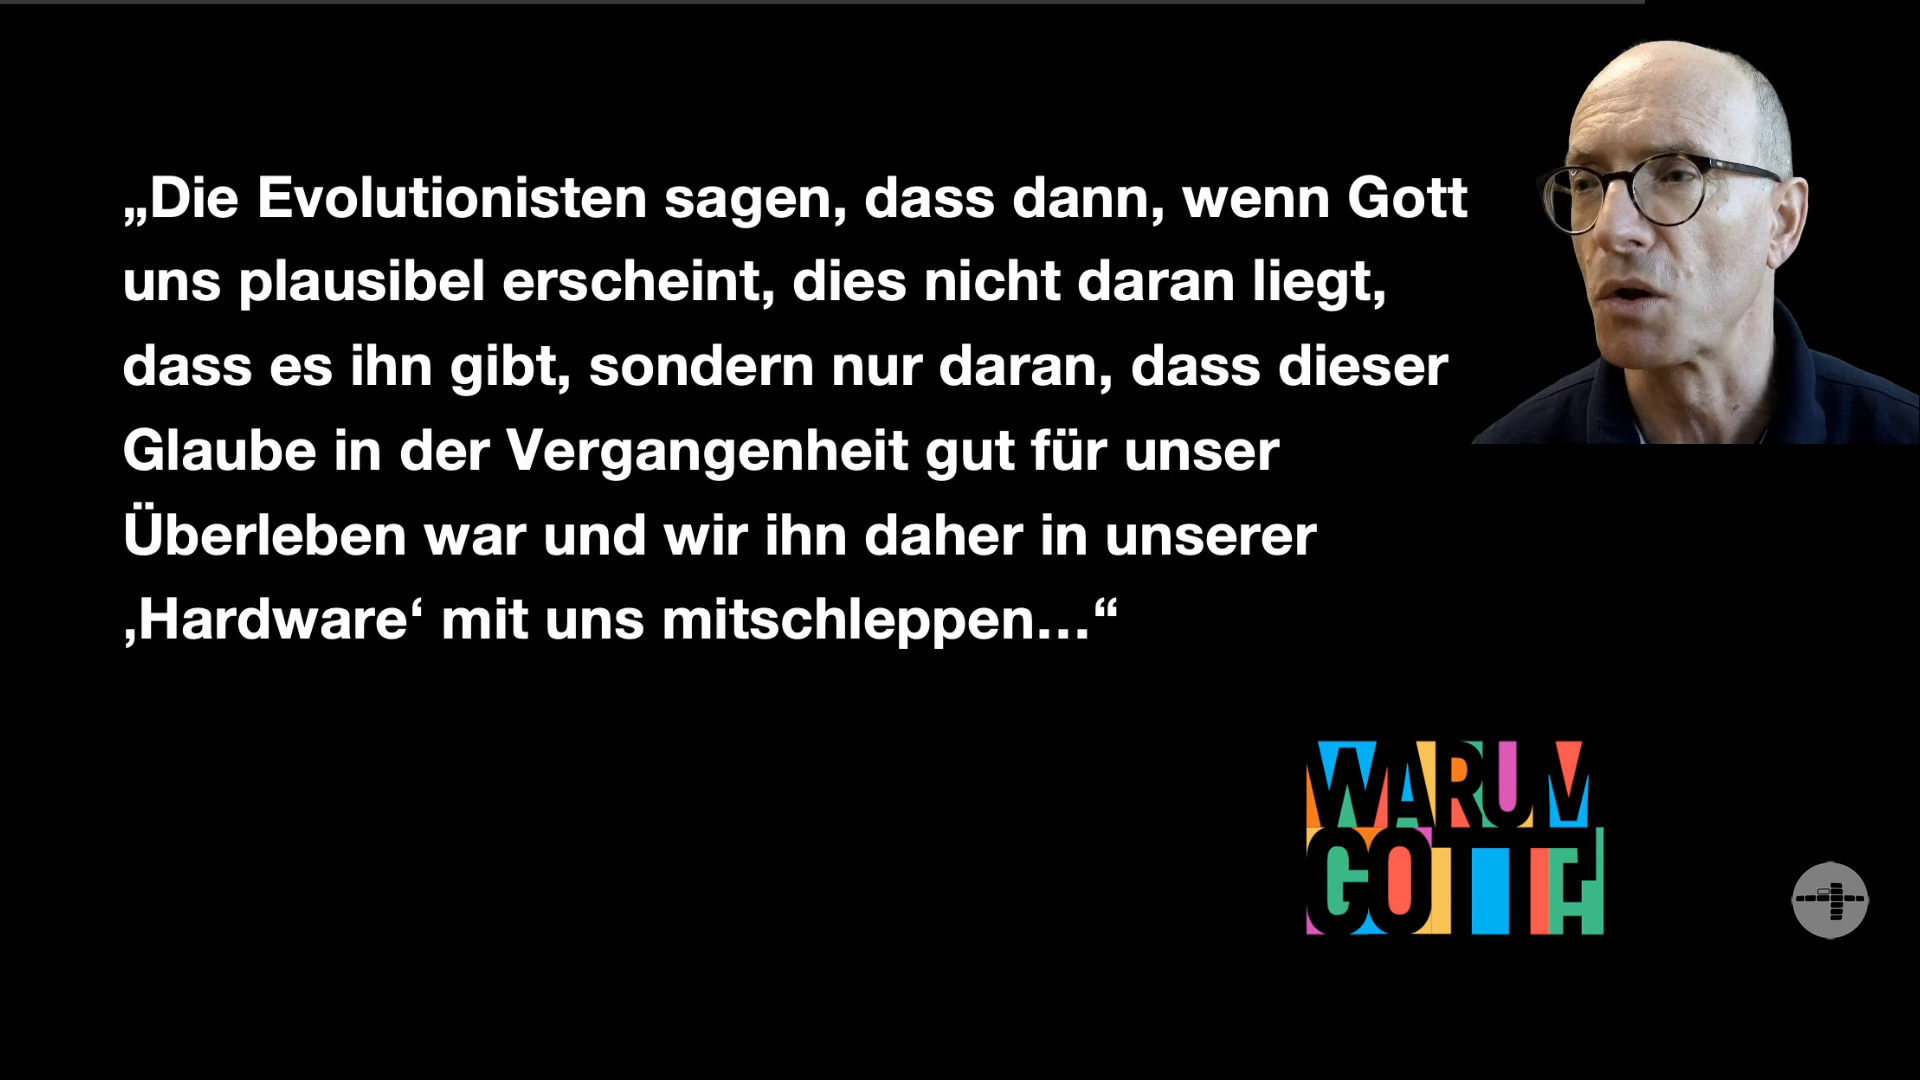 „Die Evolutionisten sagen, dass dann, wenn Gott
uns plausibel erscheint, dies nicht daran liegt,
dass es ihn gibt, sondern nur daran, dass dieser
Glaube in der Vergangenheit gut für unser
Überleben war und wir ihn daher in unserer
‚Hardware‘ mit uns mitschleppen…“
WARUM
GOTT?